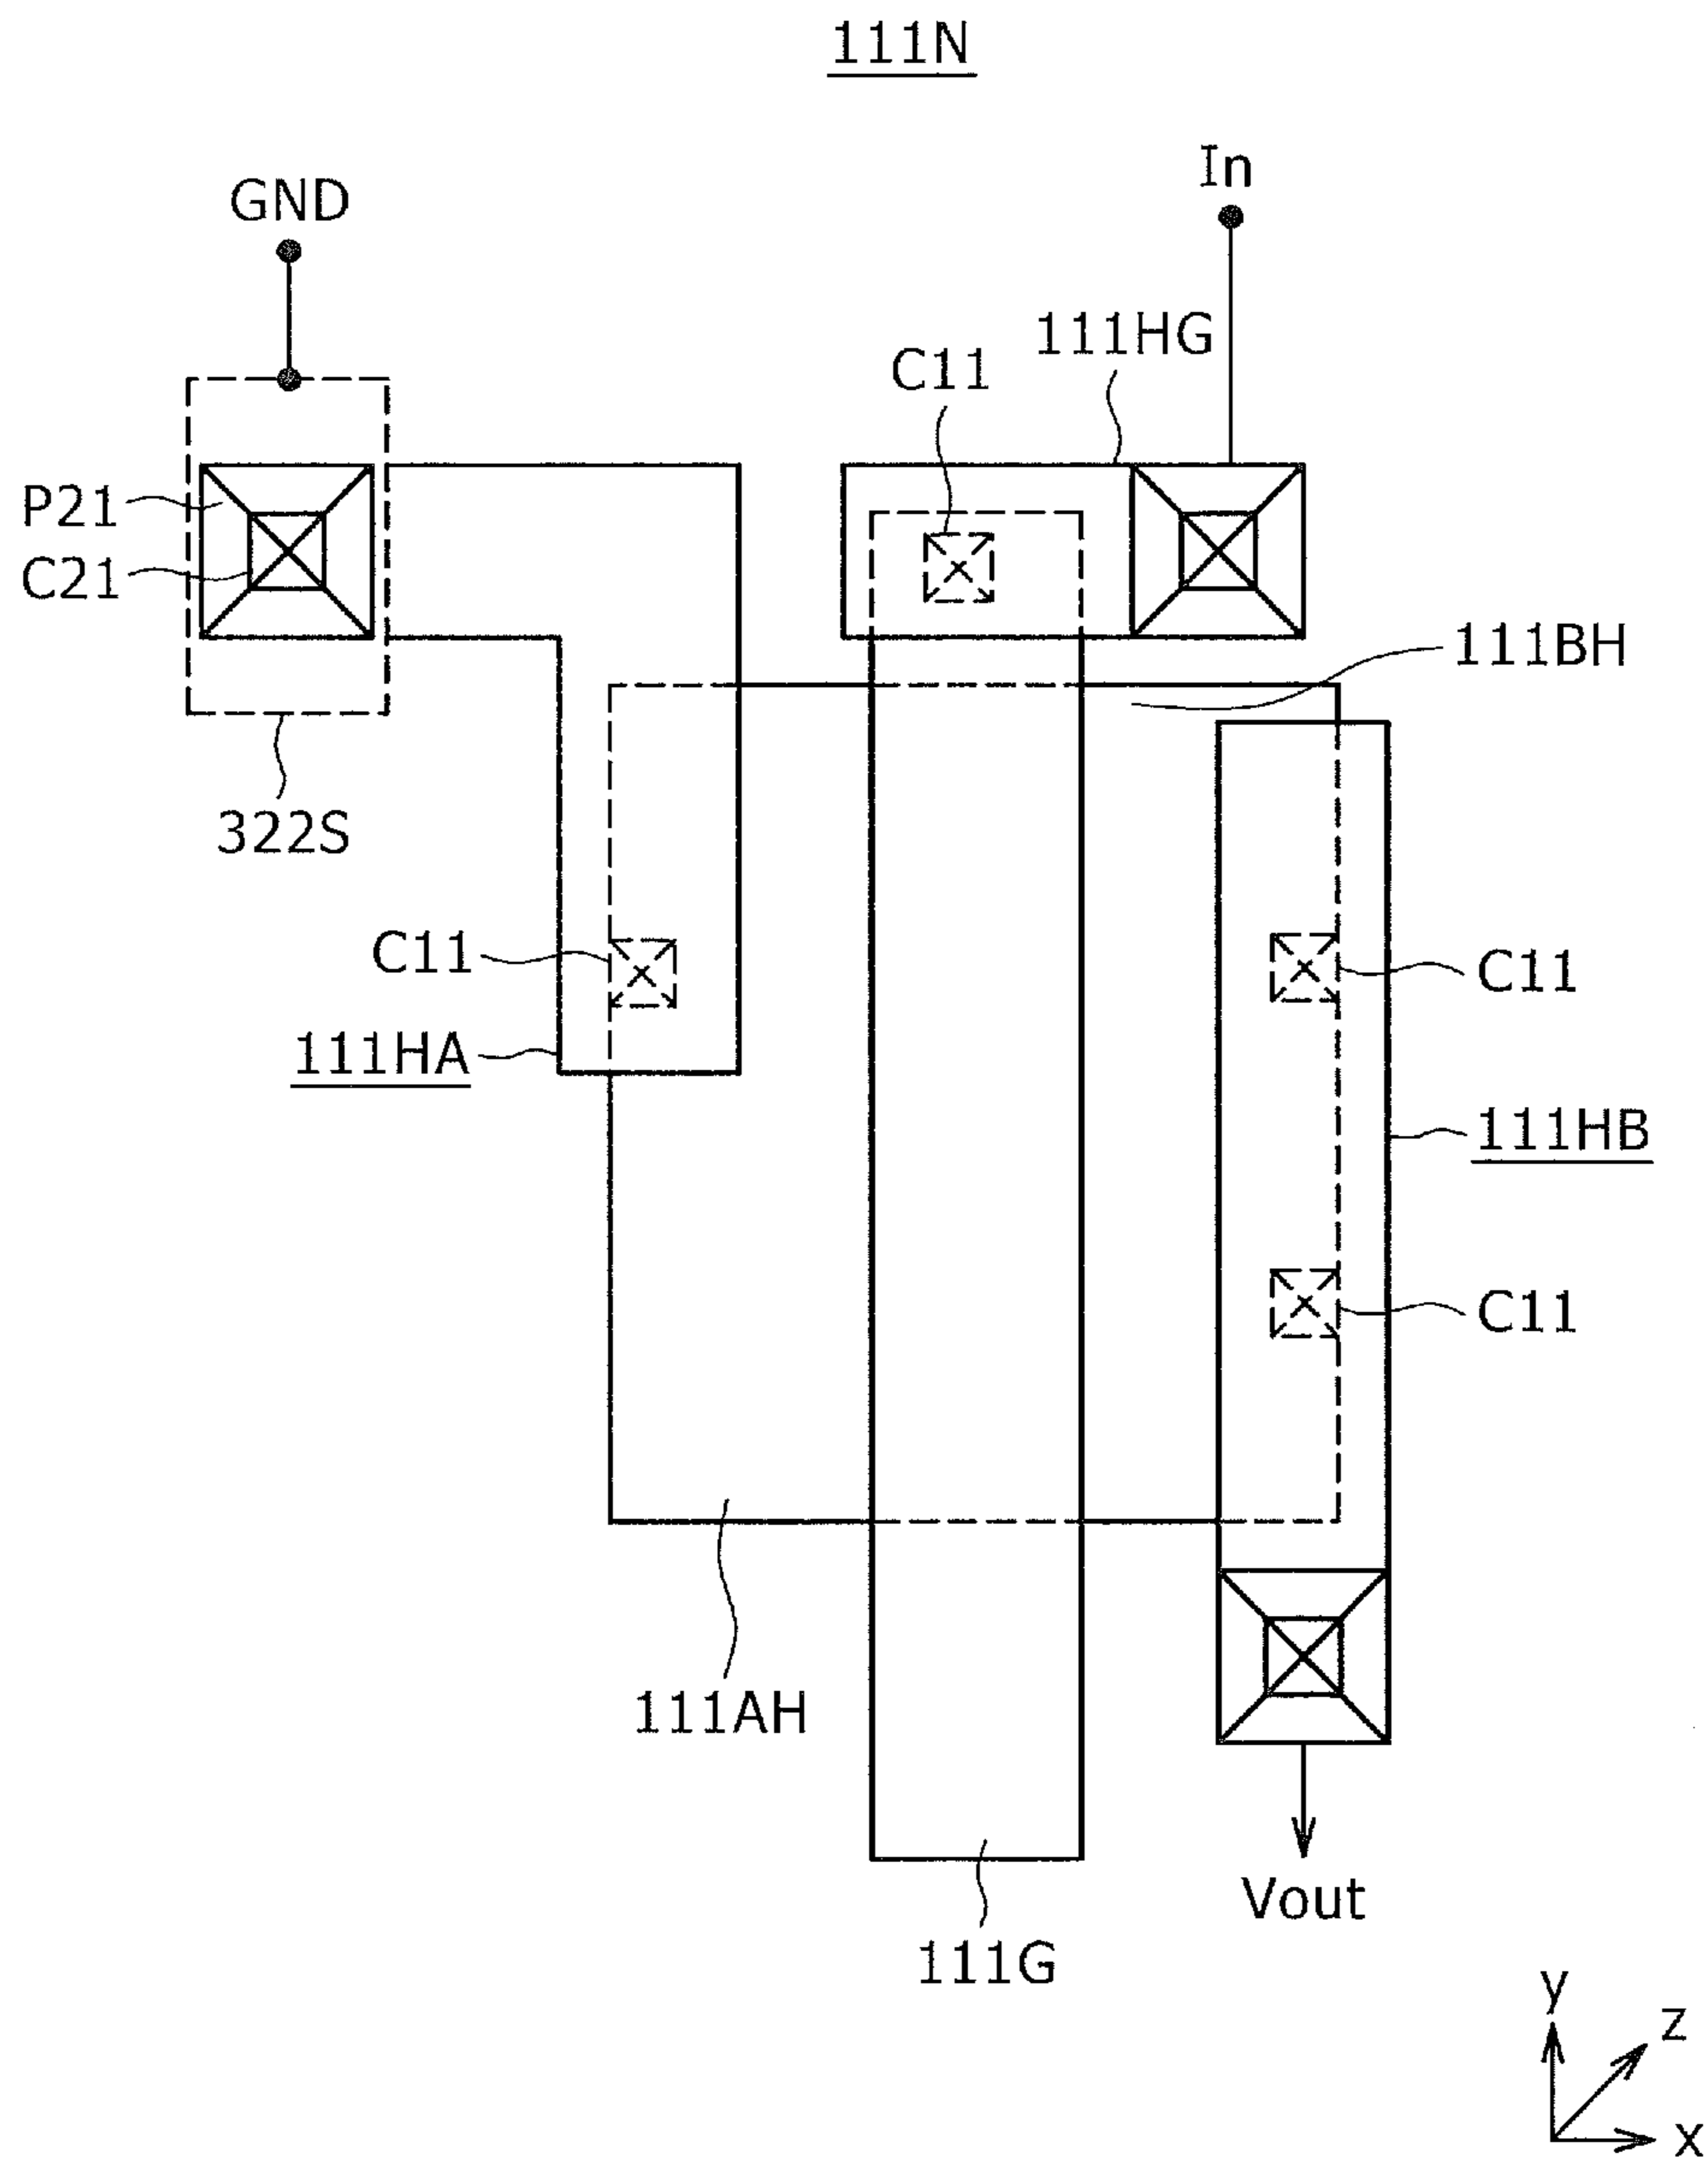 111N
In
GND
111HG
C11
P21
C21
111BH
322S
C11
C11
111HA
111HB
C11
111AH
Vout
111G
y
z
x